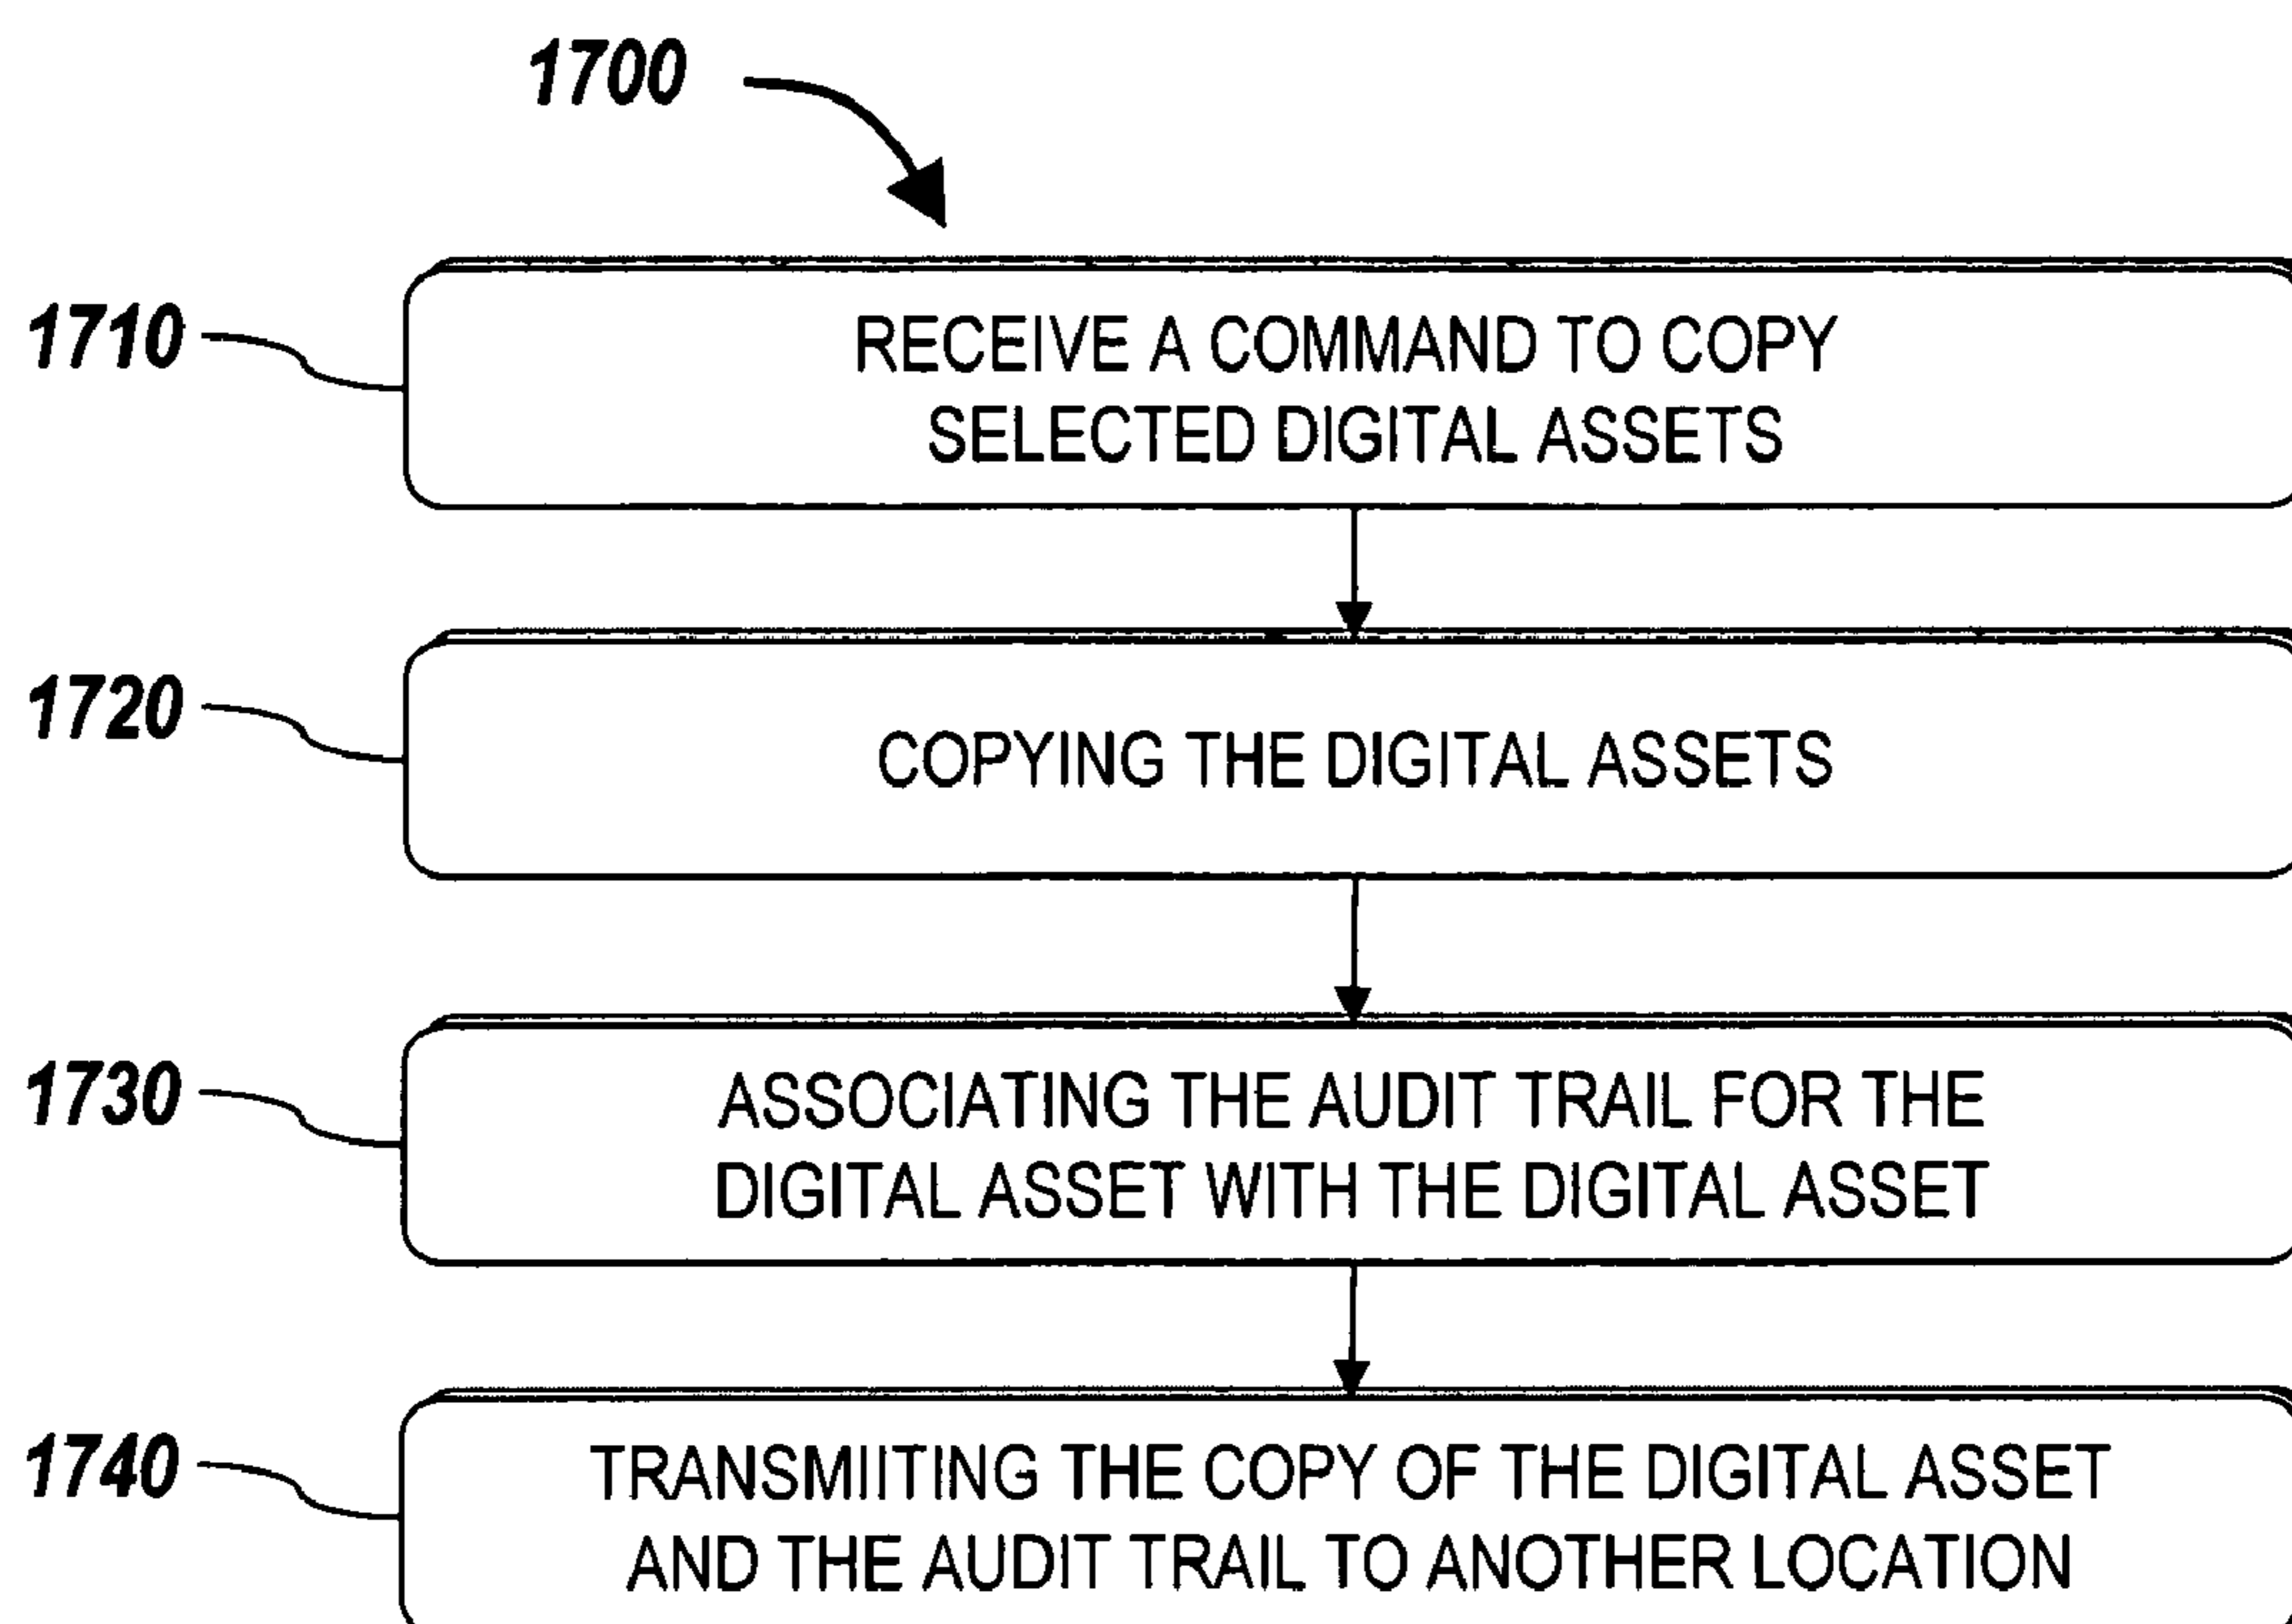 1700
1710
RECEIVE A COMMAND TO COPY
SELECTED DIGITAL ASSETS
1720
COPYING THE DIGITAL ASSETS
1730
ASSOCIATING THE AUDIT TRAIL FOR THE
DIGITAL ASSET WITH THE DIGITAL ASSET
1740
TRANSMIITING THE COPY OF THE DIGITAL ASSET
AND THE AUDIT TRAIL TO ANOTHER LOCATION